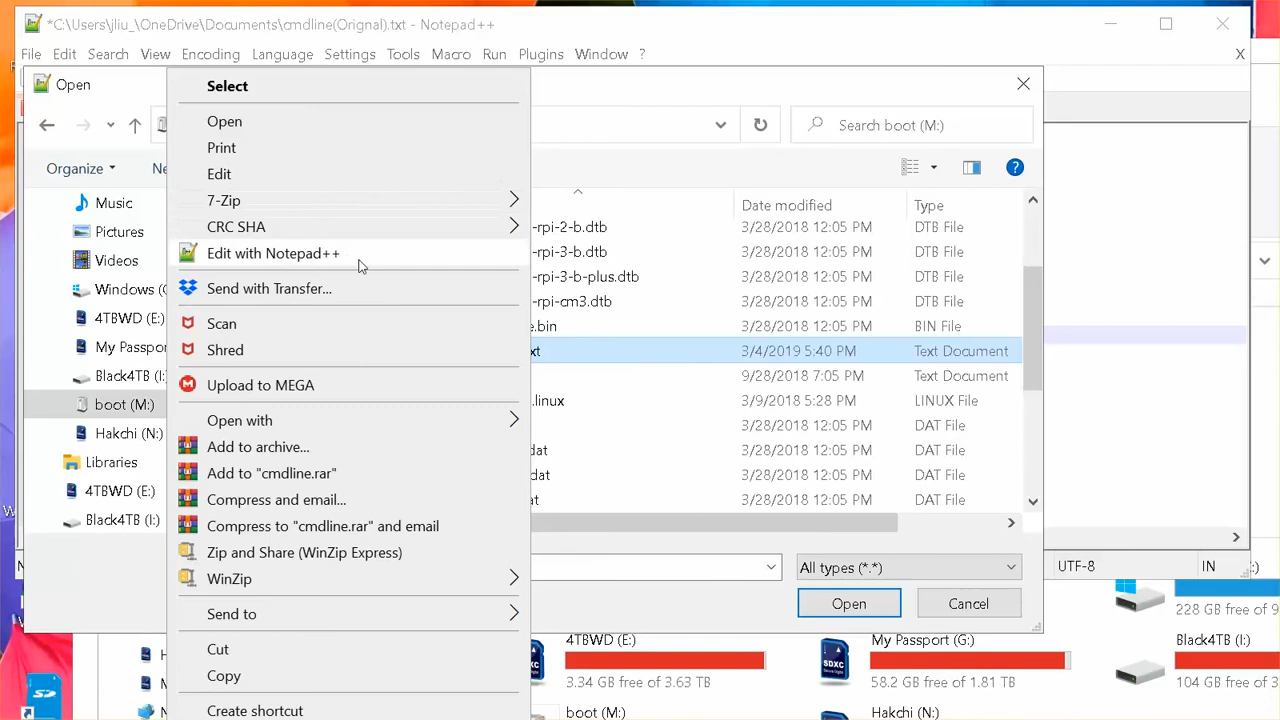 *C:\Users\jliu_\OneDrive\Documents\cmdline(Orignal).txt - Notepad++
File Edit Search View Encoding Language Settings Tools Macro Run Plugins Window ? X
Open
Search boot (M:)
Organize
Date modified Type
Music
Pictures
Videos
Windows (
4TBWD (E:)
My Passpor
Black4TB (I:
boot (M:)
Hakchi (N:)
Libraries
4TBWD (E:)
Black4TB (I:)
Select
Open
Print
Edit
7-Zip
CRC SHA
Edit with Notepad++
Send with Transfer...
Scan
Shred
Upload to MEGA
Open with
Add to archive...
Add to "cmdline.rar"
Compress and email...
Compress to "cmdline.rar" and email
Zip and Share (WinZip Express)
WinZip
Send to
Cut
Copy
Create shortcut
-rpi-2-b.dtb 3/28/2018 12:05 PM DTB File
-rpi-3-b.dtb 3/28/2018 12:05 PM DTB File
-rpi-3-b-plus.dtb 3/28/2018 12:05 PM DTB File
-rpi-cm3.dtb 3/28/2018 12:05 PM DTB File
e.bin 3/28/2018 12:05 PM BIN File
xt 3/4/2019 5:40 PM Text Document
9/28/2018 7:05 PM Text Document
.linux 3/9/2018 5:28 PM LINUX File
3/28/2018 12:05 PM DAT File
dat 3/28/2018 12:05 PM DAT File
dat 3/28/2018 12:05 PM DAT File
at 3/28/2018 12:05 PM DAT File
All types (*.*)
Open Cancel
UTF-8 IN
228 GB free of 9
4TBWD (E:) My Passport (G:) Black4TB (I:)
3.34 GB free of 3.63 TB 58.2 GB free of 1.81 TB 104 GB free of 3
boot (M:) Hakchi (N:)